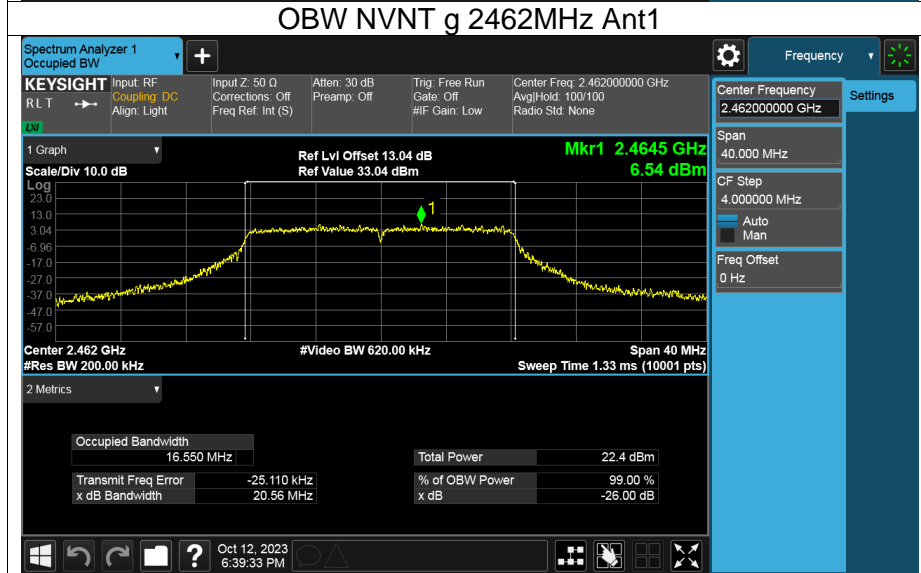 OBW NVNT g 2462MHz Ant1
Spectrum Analyzer 1
Occupied BW
Frequency
KEYSIGHT
RLT
LXI
Input: RF
Coupling: DC
Align: Light
Input Z: 50 Ω
Corrections: Off
Freq Ref: Int (S)
Atten: 30 dB
Preamp: Off
Trig: Free Run
Gate: Off
#IF Gain: Low
Center Freq: 2.462000000 GHz
Avg|Hold: 100/100
Radio Std: None
Center Frequency
2.462000000 GHz
Settings
Span
40.000 MHz
CF Step
4.000000 MHz
Auto
Man
Freq Offset
0 Hz
1 Graph
Scale/Div 10.0 dB
Ref Lvl Offset 13.04 dB
Ref Value 33.04 dBm
Mkr1 2.4645 GHz
6.54 dBm
Log
23.0
13.0
3.04
-6.96
-17.0
-27.0
-37.0
-47.0
-57.0
1
Center 2.462 GHz
#Res BW 200.00 kHz
#Video BW 620.00 kHz
Span 40 MHz
Sweep Time 1.33 ms (10001 pts)
2 Metrics
Occupied Bandwidth
16.550 MHz
Total Power 22.4 dBm
Transmit Freq Error -25.110 kHz
% of OBW Power 99.00 %
x dB Bandwidth 20.56 MHz
x dB -26.00 dB
?
Oct 12, 2023
6:39:33 PM